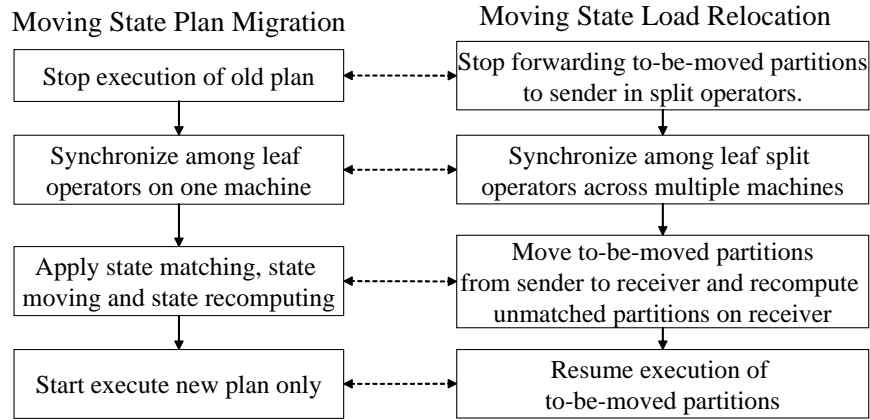 Moving State Plan Migration
Moving State Load Relocation
Stop execution of old plan
Stop forwarding to-be-moved partitions
to sender in split operators.
Synchronize among leaf
operators on one machine
Synchronize among leaf split
operators across multiple machines
Apply state matching, state
moving and state recomputing
Move to-be-moved partitions
from sender to receiver and recompute
unmatched partitions on receiver
Start execute new plan only
Resume execution of
to-be-moved partitions